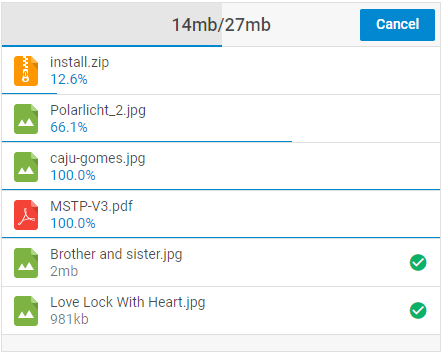 14mb/27mb
Cancel
install.zip
12.6%
Polarlicht_2.jpg
66.1%
caju-gomes.jpg
100.0%
MSTP-V3.pdf
100.0%
Brother and sister.jpg
2mb
Love Lock With Heart.jpg
981kb